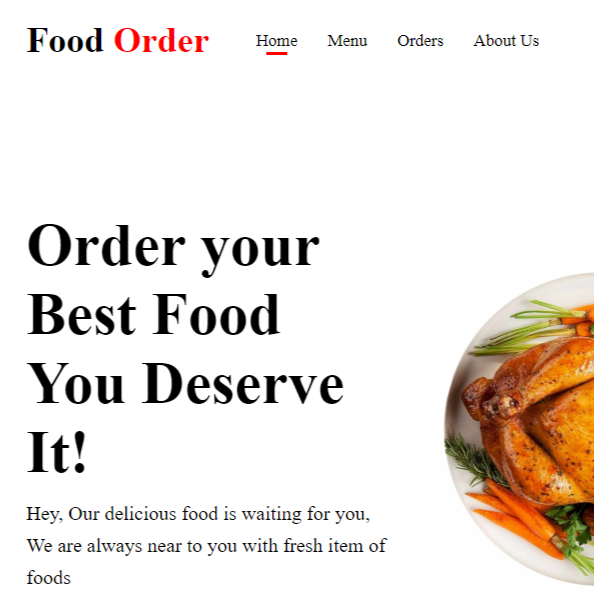 Food Order Home Menu Orders About Us
Order your
Best Food
You Deserve
It!
Hey, Our delicious food is waiting for you,
We are always near to you with fresh item of
foods